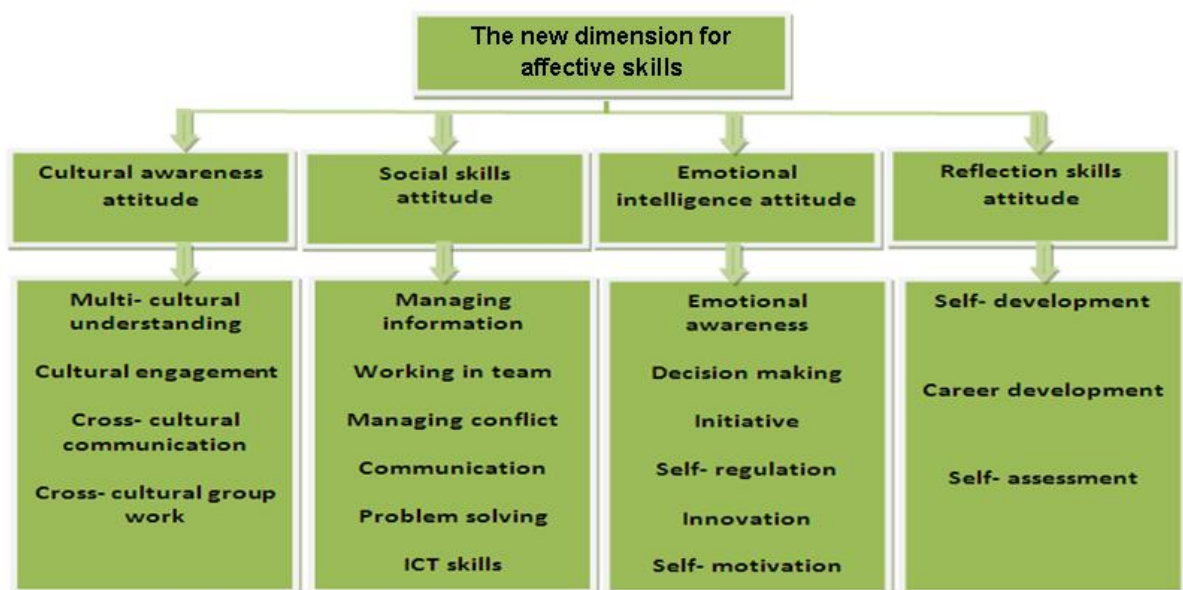 The new dimension for
affective skills
Cultural awareness
attitude
Social skills
attitude
Emotional
intelligence attitude
Reflection skills
attitude
Multi- cultural
understanding
Cultural engagement
Cross- cultural
communication
Cross- cultural group
work
Managing
information
Working in team
Managing conflict
Communication
Problem solving
ICT skills
Emotional
awareness
Decision making
Initiative
Self- regulation
Innovation
Self- motivation
Self- development
Career development
Self- assessment